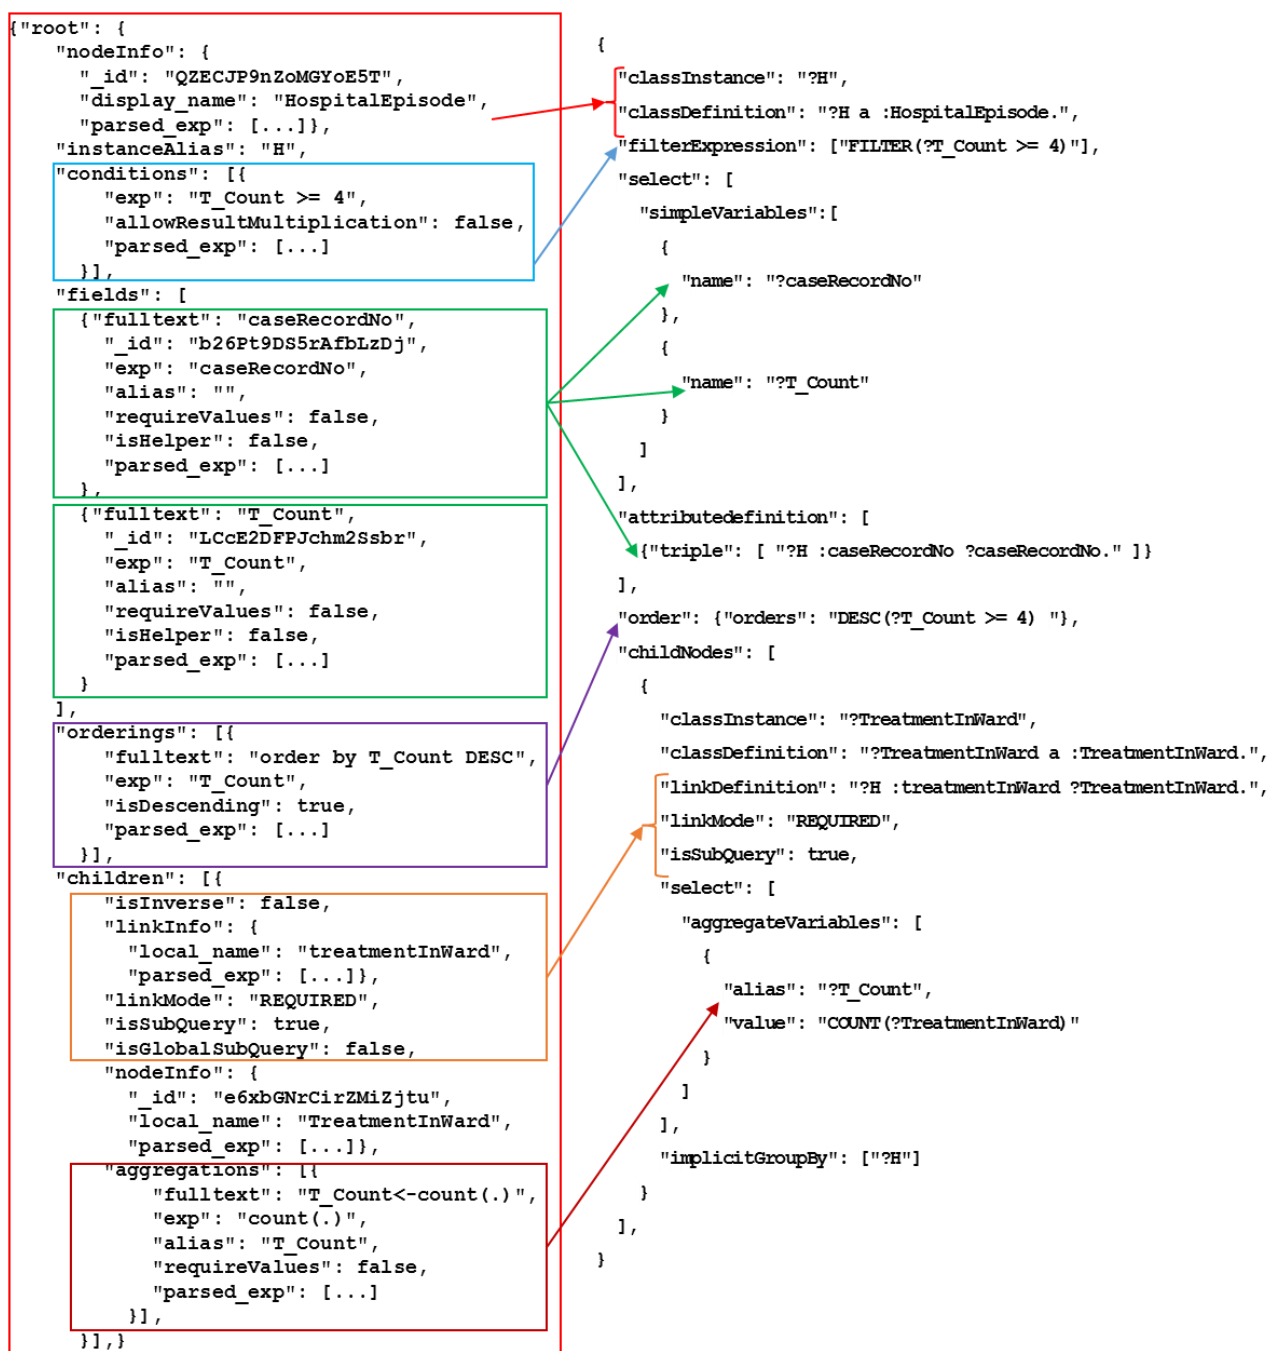 {"root": {
"nodeInfo": {
"_id": "QZECJP9nZoMGYoE5T",
"display_name": "HospitalEpisode",
"parsed_exp": [...]},
"instanceAlias": "H",
"conditions": [{
"exp": "T_Count >= 4",
"allowResultMultiplication": false,
"parsed_exp": [...]
}],
"fields": [
{"fulltext": "caseRecordNo",
"_id": "b26Pt9DS5rAfbLzDj",
"exp": "caseRecordNo",
"alias": "",
"requireValues": false,
"isHelper": false,
"parsed_exp": [...]
},
{"fulltext": "T_Count",
"_id": "LCcE2DFPJchm2Ssbr",
"exp": "T_Count",
"alias": "",
"requireValues": false,
"isHelper": false,
"parsed_exp": [...]
}
],
"orderings": [{
"fulltext": "order by T_Count DESC",
"exp": "T_Count",
"isDescending": true,
"parsed_exp": [...]
}],
"children": [{
"isInverse": false,
"linkInfo": {
"local_name": "treatmentInWard",
"parsed_exp": [...]},
"linkMode": "REQUIRED",
"isSubQuery": true,
"isGlobalSubQuery": false,
"nodeInfo": {
"_id": "e6xbGNrCirZMiZjtu",
"local_name": "TreatmentInWard",
"parsed_exp": [...]},
"aggregations": [{
"fulltext": "T_Count<-count(.)",
"exp": "count(.)",
"alias": "T_Count",
"requireValues": false,
"parsed_exp": [...]
}],
}],}
{
"classInstance": "?H",
"classDefinition": "?H a :HospitalEpisode.",
"filterExpression": ["FILTER(?T_Count >= 4)"],
"select": [
"simpleVariables":[
{
"name": "?caseRecordNo"
},
{
"name": "?T_Count"
}
]
],
"attributedefinition": [
{"triple": [ "?H :caseRecordNo ?caseRecordNo." ]}
],
"order": {"orders": "DESC(?T_Count >= 4) "},
"childNodes": [
{
"classInstance": "?TreatmentInWard",
"classDefinition": "?TreatmentInWard a :TreatmentInWard.",
"linkDefinition": "?H :treatmentInWard ?TreatmentInWard.",
"linkMode": "REQUIRED",
"isSubQuery": true,
"select": [
"aggregateVariables": [
{
"alias": "?T_Count",
"value": "COUNT(?TreatmentInWard)"
}
]
],
"implicitGroupBy": ["?H"]
}
],
}